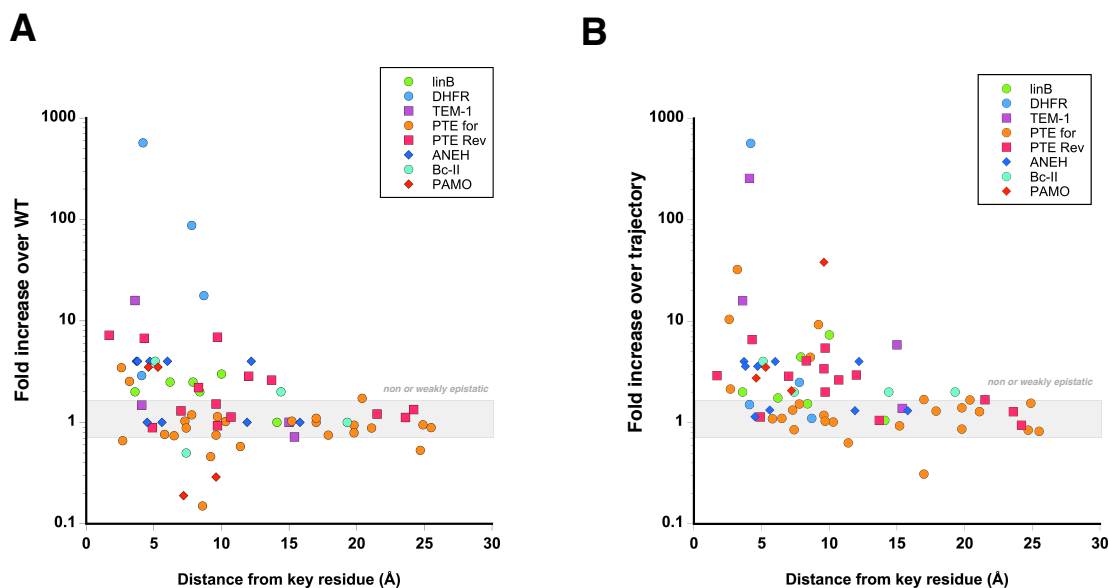 A
linB
DHFR
TEM-1
PTE for
PTE Rev
ANEH
Bc-II
PAMO
Fold increase over WT
1000
100
10
1
0.1
non or weakly epistatic
0 5 10 15 20 25 30
Distance from key residue (Å)
B
linB
DHFR
TEM-1
PTE for
PTE Rev
ANEH
Bc-II
PAMO
Fold increase over trajectory
1000
100
10
1
0.1
non or weakly epistatic
0 5 10 15 20 25 30
Distance from key residue (Å)